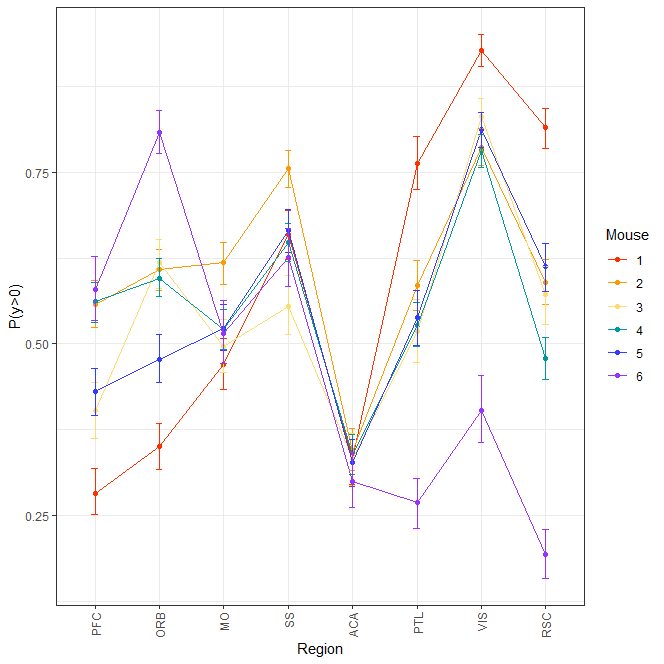 P(y>0)
0.75
0.50
0.25
PFC
ORB
MO
SS
ACA
PTL
VIS
RSC
Region
Mouse
1
2
3
4
5
6